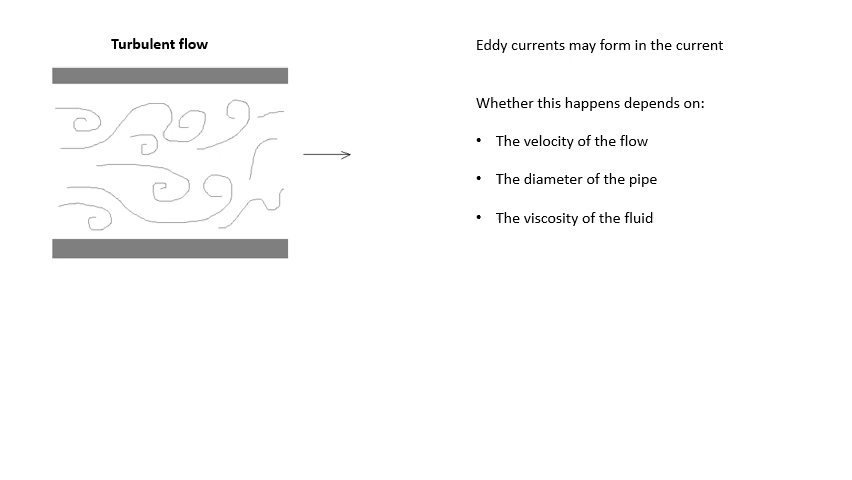 Turbulent flow
Eddy currents may form in the current
Whether this happens depends on:
• The velocity of the flow
• The diameter of the pipe
• The viscosity of the fluid